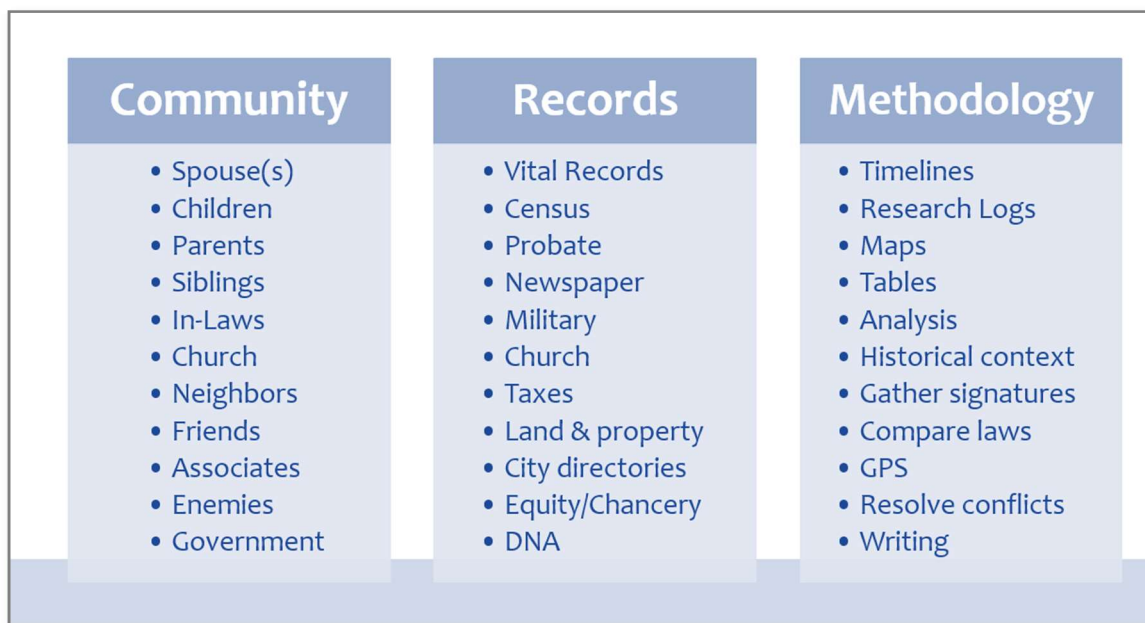 Community
• Spouse(s)
• Children
• Parents
• Siblings
• In-Laws
• Church
• Neighbors
• Friends
• Associates
• Enemies
• Government
Records
• Vital Records
• Census
• Probate
• Newspaper
• Military
• Church
• Taxes
• Land & property
• City directories
• Equity/Chancery
• DNA
Methodology
• Timelines
• Research Logs
• Maps
• Tables
• Analysis
• Historical context
• Gather signatures
• Compare laws
• GPS
• Resolve conflicts
• Writing